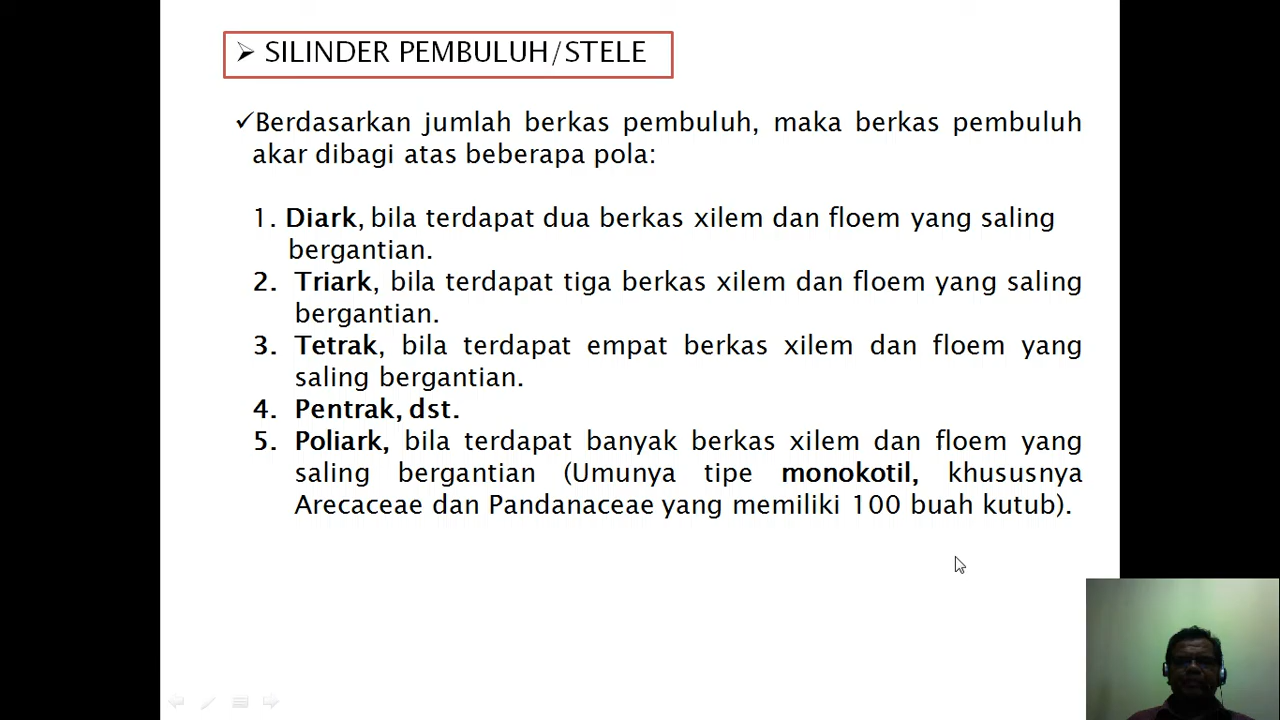 ➢ SILINDER PEMBULUH/STELE
✓Berdasarkan jumlah berkas pembuluh, maka berkas pembuluh
akar dibagi atas beberapa pola:
1. Diark, bila terdapat dua berkas xilem dan floem yang saling
bergantian.
2. Triark, bila terdapat tiga berkas xilem dan floem yang saling
bergantian.
3. Tetrak, bila terdapat empat berkas xilem dan floem yang
saling bergantian.
4. Pentrak, dst.
5. Poliark, bila terdapat banyak berkas xilem dan floem yang
saling bergantian (Umunya tipe monokotil, khususnya
Arecaceae dan Pandanaceae yang memiliki 100 buah kutub).